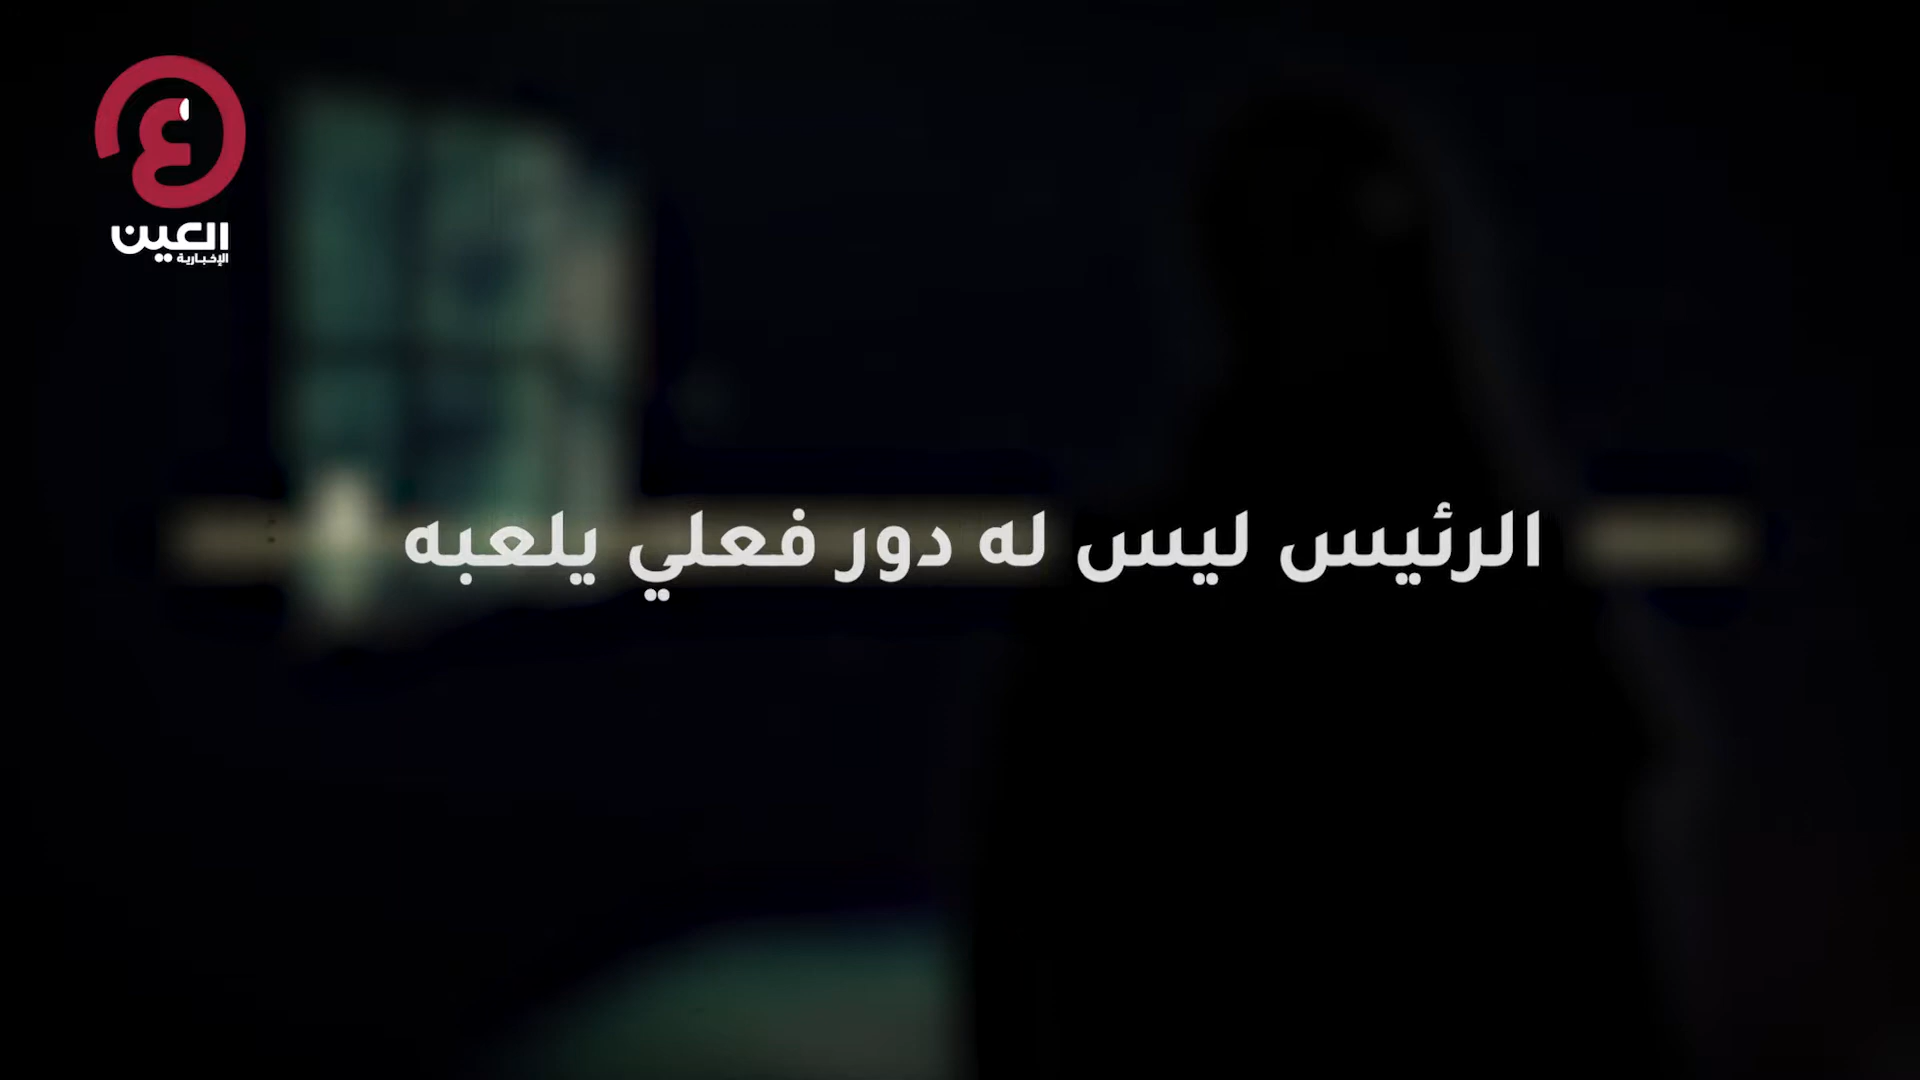 ع
العين
الإخبارية
الرئيس ليس له دور فعلي يلعبه